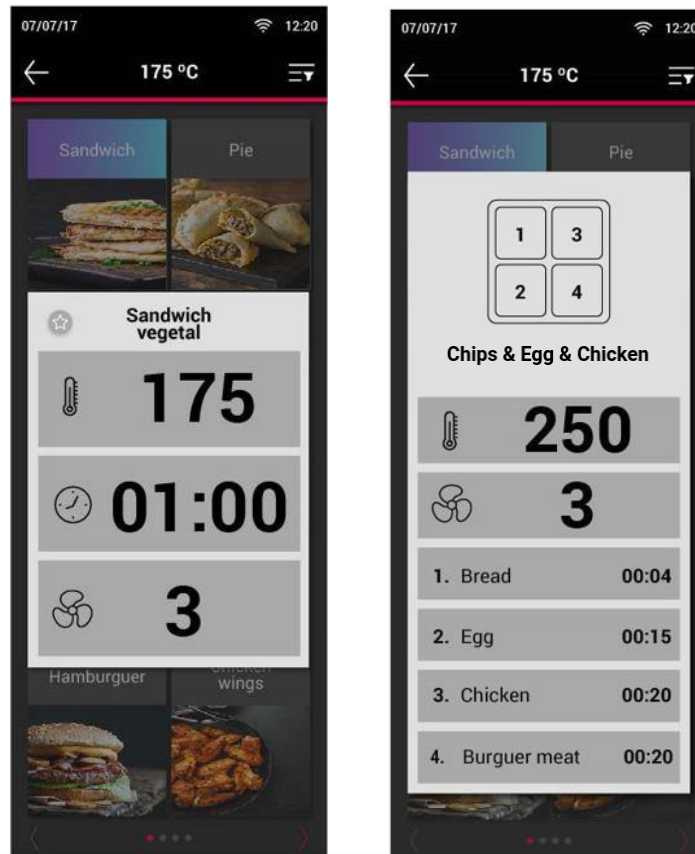 07/07/17 12:20
175 ºC
Sandwich Pie
Sandwich
vegetal
175
01:00
3
Hamburguer Chicken
wings
07/07/17 12:20
175 ºC
Sandwich Pie
1 3
2 4
Chips & Egg & Chicken
250
3
1. Bread 00:04
2. Egg 00:15
3. Chicken 00:20
4. Burguer meat 00:20